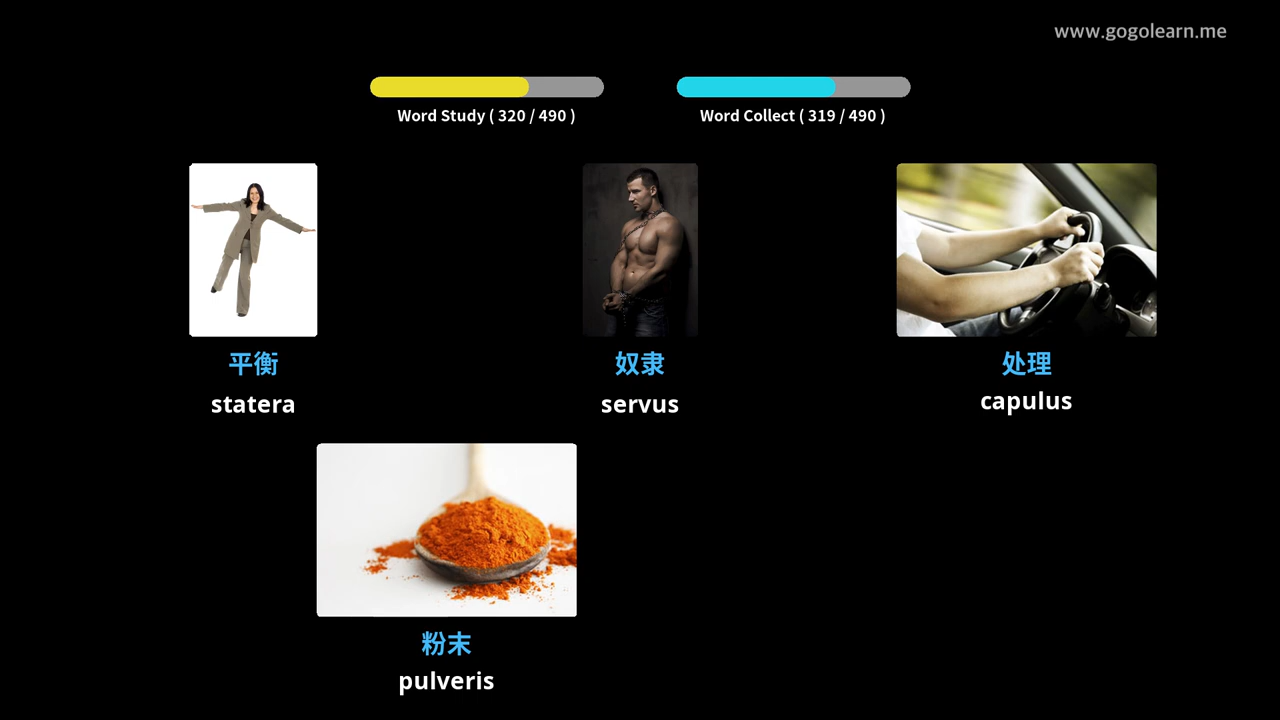 www.gogolearn.me
Word Study ( 320 / 490 )
Word Collect ( 319 / 490 )
平衡
statera
奴隶
servus
处理
capulus
粉末
pulveris